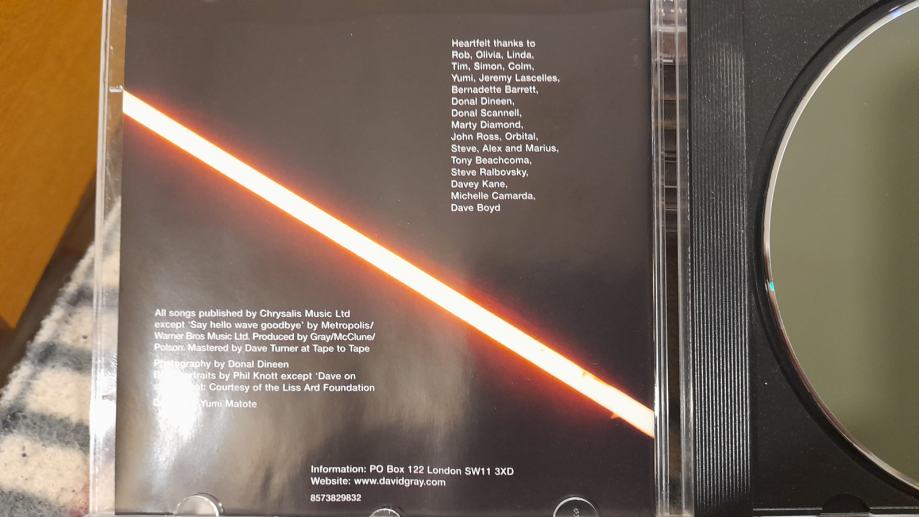 Heartfelt thanks to
Rob, Olivia, Linda,
Tim, Simon, Colm,
Yumi, Jeremy Lascelles,
Bernadette Barrett,
Donal Dineen,
Donal Scannell,
Marty Diamond,
John Ross, Orbital,
Steve, Alex and Marius,
Tony Beachcoma,
Steve Ralbovsky,
Davey Kane,
Michelle Camarda,
Dave Boyd
All songs published by Chrysalis Music Ltd
except 'Say hello wave goodbye' by Metropolis/
Warner Bros Music Ltd. Produced by Gray/McClune/
Polson. Mastered by Dave Turner at Tape to Tape
Photography by Donal Dineen
portraits by Phil Knott except 'Dave on
Courtesy of the Liss Ard Foundation
Yumi Matote
Information: PO Box 122 London SW11 3XD
Website: www.davidgray.com
8573829832